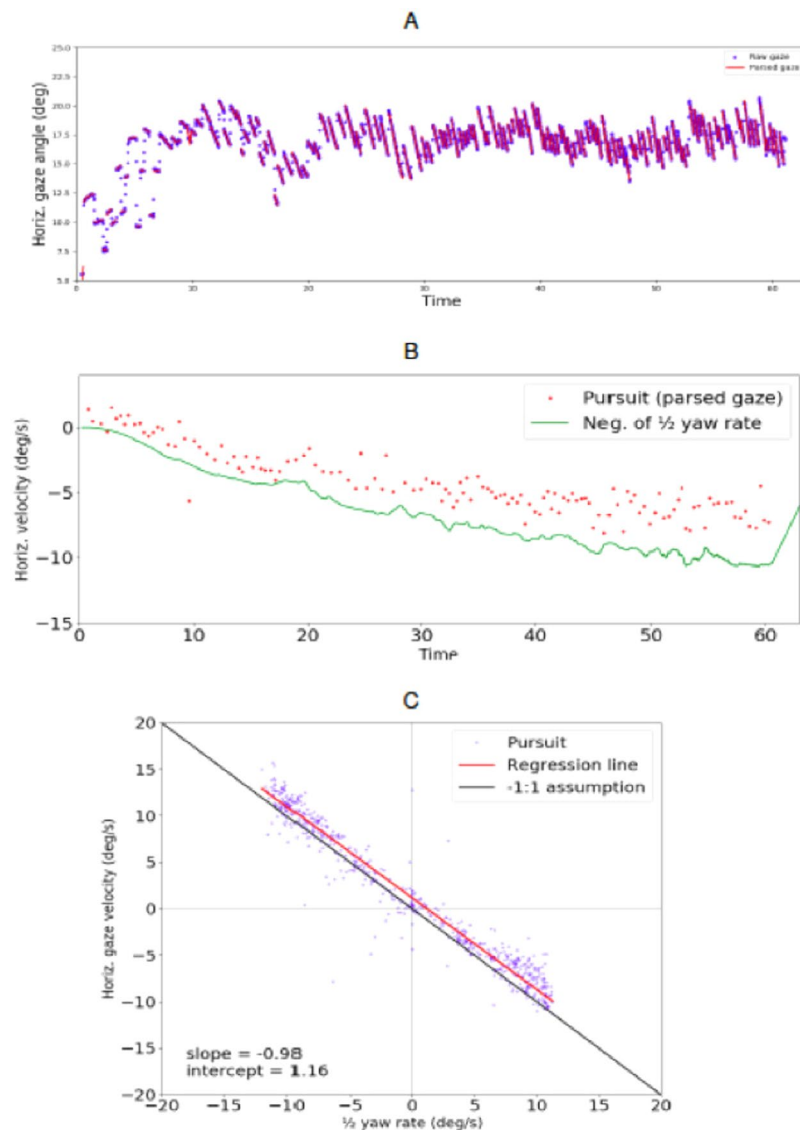 A
Horiz. gaze angle (deg)
25.0
22.5
20.0
17.5
15.0
12.5
10.0
7.5
5.0
Raw gaze
Parsed gaze
0 10 20 30 40 50 60
Time
B
Horiz. velocity (deg/s)
0
−5
−10
−15
Pursuit (parsed gaze)
Neg. of ½ yaw rate
0 10 20 30 40 50 60
Time
C
Horiz. gaze velocity (deg/s)
20
15
10
5
0
−5
−10
−15
−20
Pursuit
Regression line
-1:1 assumption
slope = -0.98
intercept = 1.16
−20 −15 −10 −5 0 5 10 15 20
½ yaw rate (deg/s)